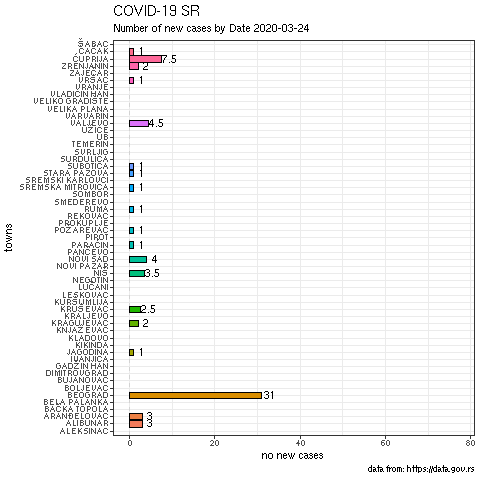 COVID-19 SR
Number of new cases by Date 2020-03-24
ŠABAC
ČAČAK 1
ĆUPRIJA 7.5
ZRENJANIN 2
ZAJEČAR
VRŠAC 1
VRANJE
VLADIČIN HAN
VELIKO GRADIŠTE
VELIKA PLANA
VARVARIN
VALJEVO 4.5
UŽICE
UB
TEMERIN
SVRLJIG
SURDULICA
SUBOTICA 1
STARA PAZOVA 1
SREMSKI KARLOVCI
SREMSKA MITROVICA 1
SOMBOR
SMEDEREVO
RUMA 1
REKOVAC
PROKUPLJE
POŽAREVAC 1
PIROT
PARAĆIN 1
PANČEVO
NOVI SAD 4
NOVI PAZAR
NIŠ 3.5
NEGOTIN
LUČANI
LESKOVAC
KURŠUMLIJA
KRUŠEVAC 2.5
KRALJEVO
KRAGUJEVAC 2
KNJAŽEVAC
KLADOVO
KIKINDA
JAGODINA 1
IVANJICA
GADŽIN HAN
DIMITROVGRAD
BUJANOVAC
BOLJEVAC
BEOGRAD 31
BELA PALANKA
BAČKA TOPOLA
ARANĐELOVAC 3
ALIBUNAR 3
ALEKSINAC
towns
0 20 40 60 80
no new cases
data from: https://data.gov.rs